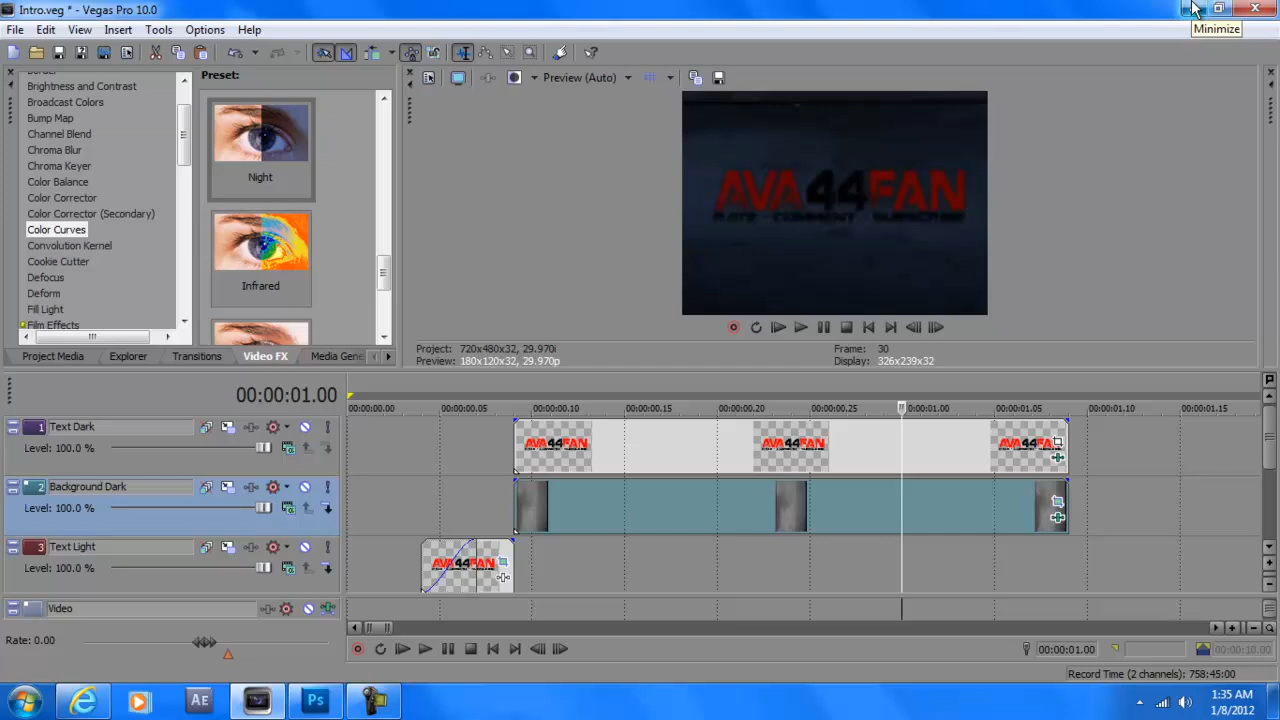 Intro.veg * - Vegas Pro 10.0
Minimize
File Edit View Insert Tools Options Help
Brightness and Contrast
Broadcast Colors
Bump Map
Channel Blend
Chroma Blur
Chroma Keyer
Color Balance
Color Corrector
Color Corrector (Secondary)
Color Curves
Convolution Kernel
Cookie Cutter
Defocus
Deform
Fill Light
Film Effects
Preset:
Night
Infrared
Preview (Auto)
AVA44FAN
RATE - COMMENT - SUBSCRIBE
Project: 720x480x32, 29.970i
Preview: 180x120x32, 29.970p
Frame: 30
Display: 326x239x32
Project Media Explorer Transitions Video FX Media Gene
00:00:01.00
00:00:00.00 00:00:00.05 00:00:00.10 00:00:00.15 00:00:00.20 00:00:00.25 00:00:01.00 00:00:01.05 00:00:01.10 00:00:01.15
1 Text Dark
Level: 100.0 %
AVA44FAN AVA44FAN AVA44FAN
2 Background Dark
Level: 100.0 %
3 Text Light
Level: 100.0 %
AVA44FAN
Video
Rate: 0.00
00:00:01.00
00:00:10.00
Record Time (2 channels): 758:45:00
Ae
Ps
1:35 AM
1/8/2012